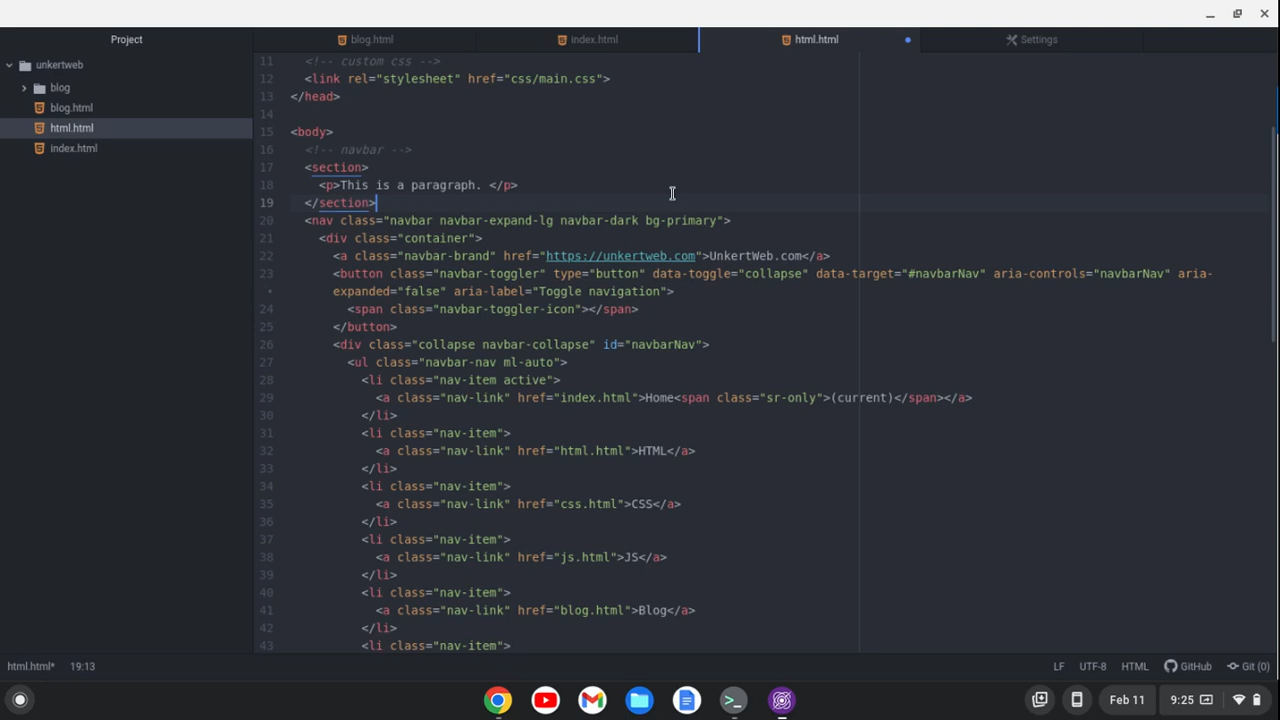 Project
blog.html
index.html
html.html
Settings
unkertweb
blog
blog.html
html.html
index.html
11 <!-- custom css -->
12 <link rel="stylesheet" href="css/main.css">
13 </head>
14
15 <body>
16 <!-- navbar -->
17 <section>
18 <p>This is a paragraph. </p>
19 </section>
20 <nav class="navbar navbar-expand-lg navbar-dark bg-primary">
21 <div class="container">
22 <a class="navbar-brand" href="https://unkertweb.com">UnkertWeb.com</a>
23 <button class="navbar-toggler" type="button" data-toggle="collapse" data-target="#navbarNav" aria-controls="navbarNav" aria-
• expanded="false" aria-label="Toggle navigation">
24 <span class="navbar-toggler-icon"></span>
25 </button>
26 <div class="collapse navbar-collapse" id="navbarNav">
27 <ul class="navbar-nav ml-auto">
28 <li class="nav-item active">
29 <a class="nav-link" href="index.html">Home<span class="sr-only">(current)</span></a>
30 </li>
31 <li class="nav-item">
32 <a class="nav-link" href="html.html">HTML</a>
33 </li>
34 <li class="nav-item">
35 <a class="nav-link" href="css.html">CSS</a>
36 </li>
37 <li class="nav-item">
38 <a class="nav-link" href="js.html">JS</a>
39 </li>
40 <li class="nav-item">
41 <a class="nav-link" href="blog.html">Blog</a>
42 </li>
43 <li class="nav-item">
html.html* 19:13
LF UTF-8 HTML GitHub Git (0)
Feb 11 9:25